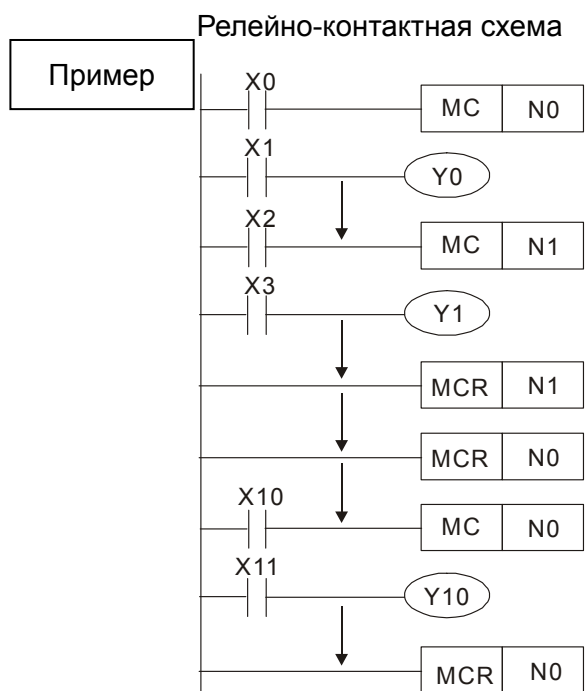 Релейно-контактная схема
Пример
X0
MC N0
X1
Y0
X2
MC N1
X3
Y1
MCR N1
MCR N0
X10
MC N0
X11
Y10
MCR N0